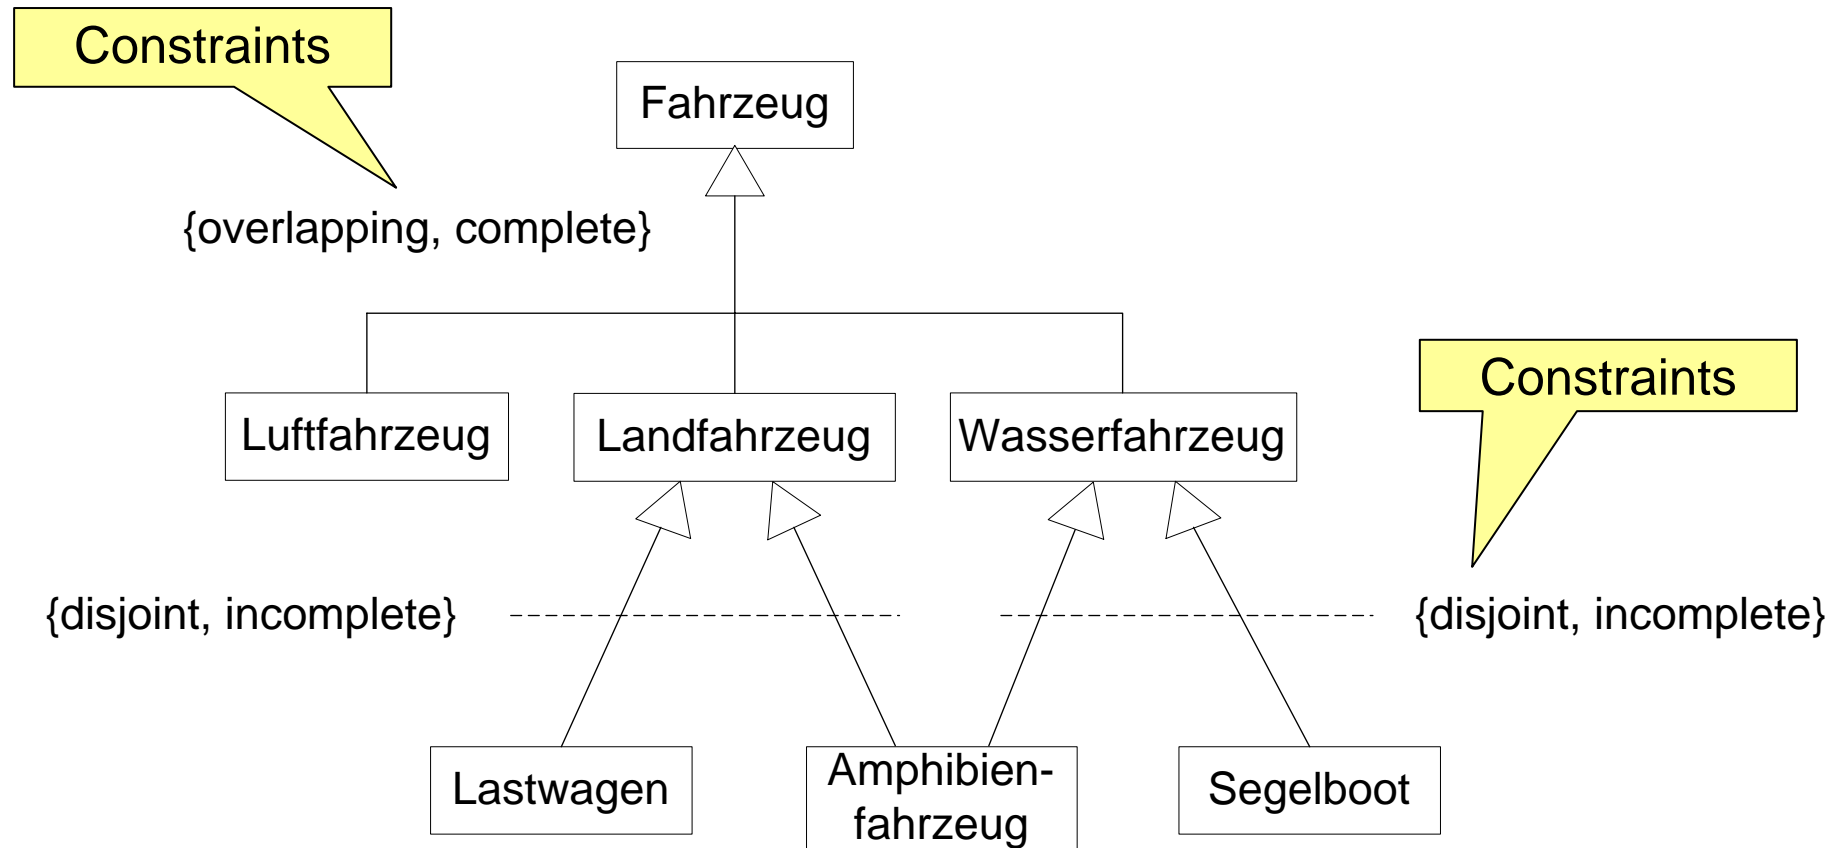 Constraints
Fahrzeug
{overlapping, complete}
Constraints
Luftfahrzeug
Landfahrzeug
Wasserfahrzeug
{disjoint, incomplete}
{disjoint, incomplete}
Lastwagen
Amphibien-
fahrzeug
Segelboot